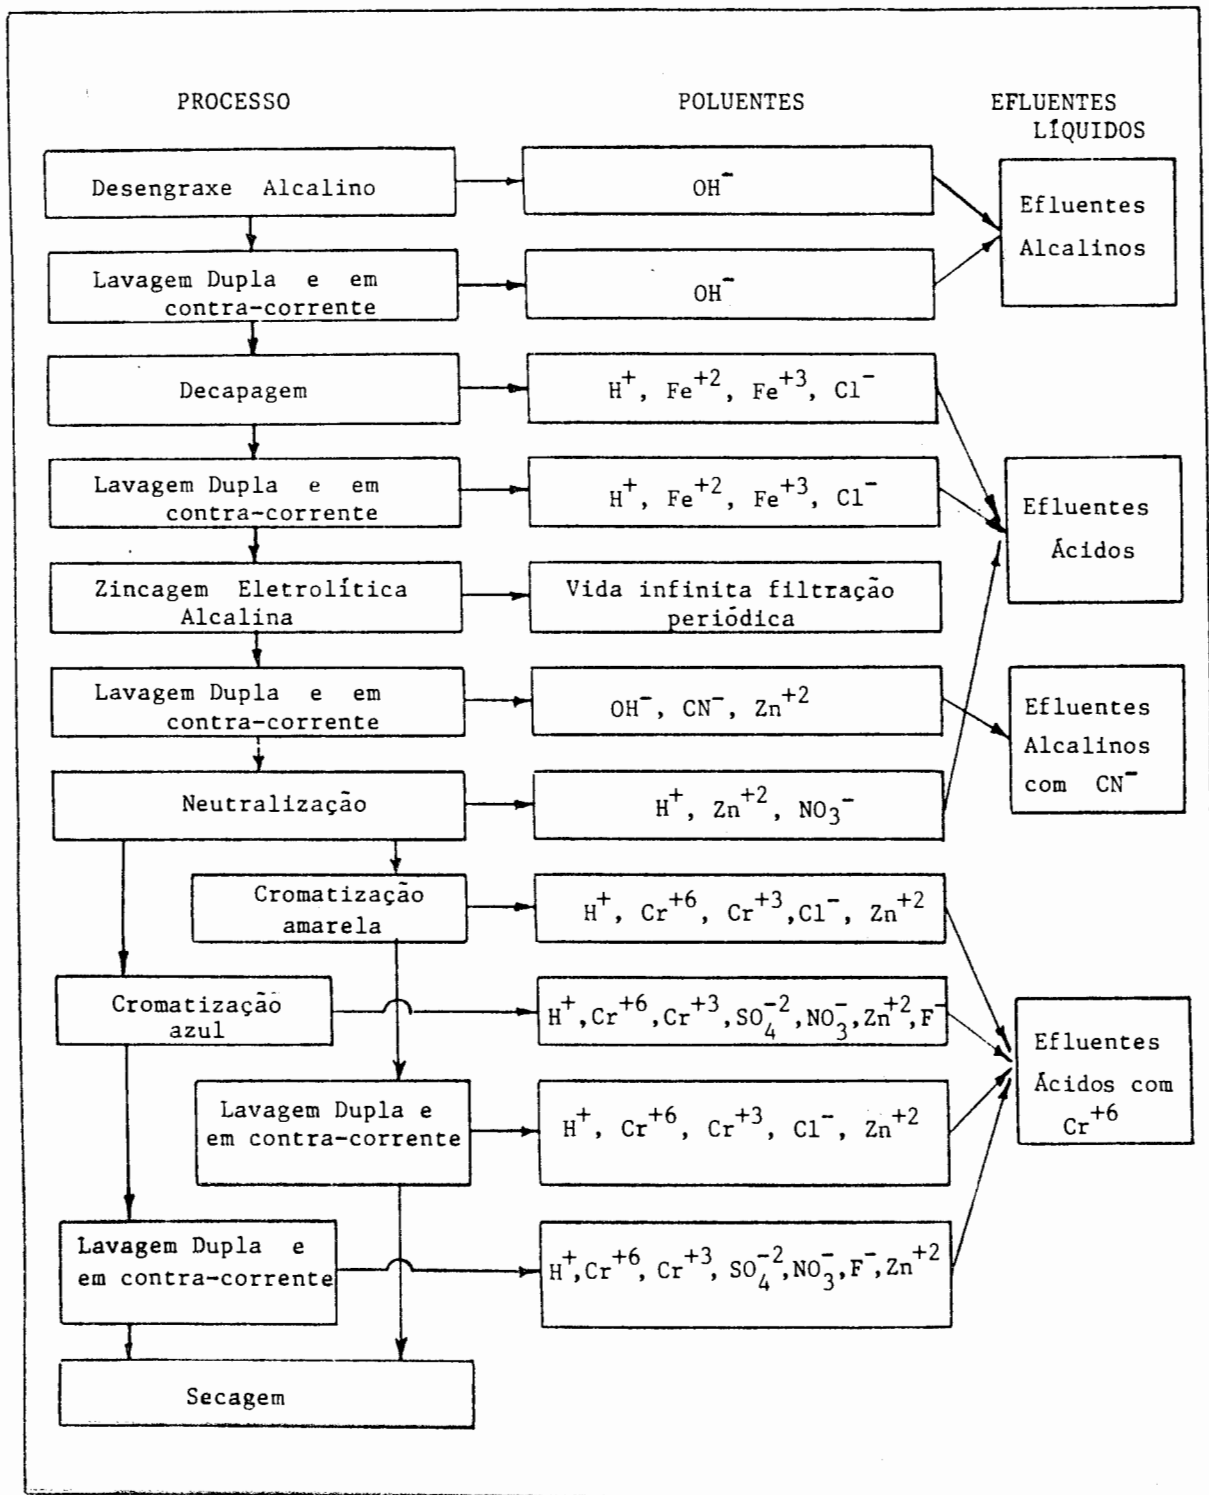 PROCESSO
POLUENTES
EFLUENTES
LÍQUIDOS
Desengraxe Alcalino
OH⁻
Efluentes
Alcalinos
Lavagem Dupla e em
contra-corrente
OH⁻
Decapagem
H⁺, Fe⁺², Fe⁺³, Cl⁻
Lavagem Dupla e em
contra-corrente
H⁺, Fe⁺², Fe⁺³, Cl⁻
Efluentes
Ácidos
Zincagem Eletrolítica
Alcalina
Vida infinita filtração
periódica
Lavagem Dupla e em
contra-corrente
OH⁻, CN⁻, Zn⁺²
Efluentes
Alcalinos
com CN⁻
Neutralização
H⁺, Zn⁺², NO₃⁻
Cromatização
amarela
H⁺, Cr⁺⁶, Cr⁺³,Cl⁻, Zn⁺²
Cromatização
azul
H⁺,Cr⁺⁶,Cr⁺³,SO₄⁻²,NO₃⁻,Zn⁺²,F⁻
Efluentes
Ácidos com
Cr⁺⁶
Lavagem Dupla e
em contra-corrente
H⁺, Cr⁺⁶, Cr⁺³, Cl⁻, Zn⁺²
Lavagem Dupla e
em contra-corrente
H⁺,Cr⁺⁶, Cr⁺³, SO₄⁻²,NO₃⁻,F⁻,Zn⁺²
Secagem